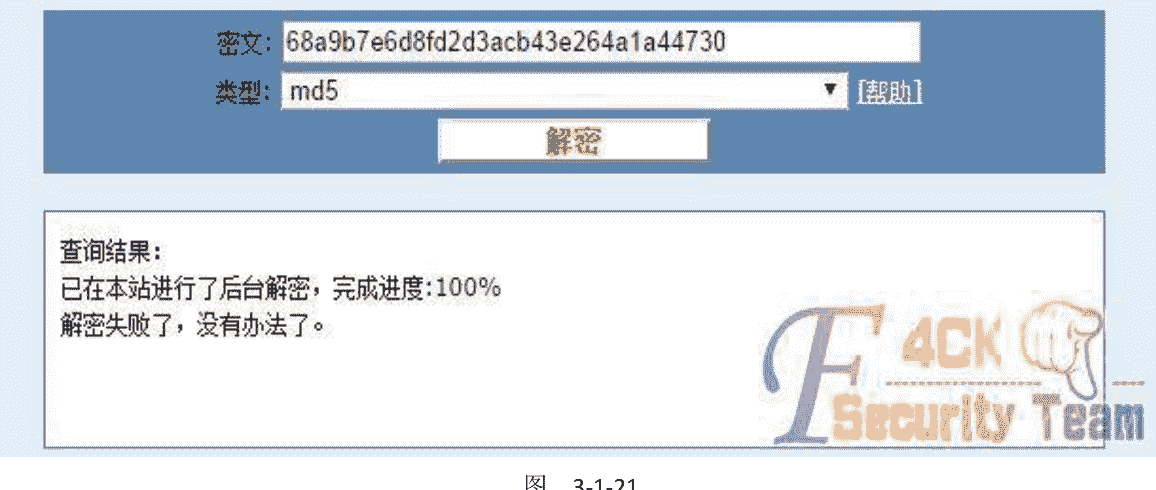 密文: 68a9b7e6d8fd2d3acb43e264a1a44730
类型: md5 ▼ [帮助]
解密
查询结果:
已在本站进行了后台解密，完成进度:100%
解密失败了，没有办法了。
F4CK
Security Team
图 3-1-21